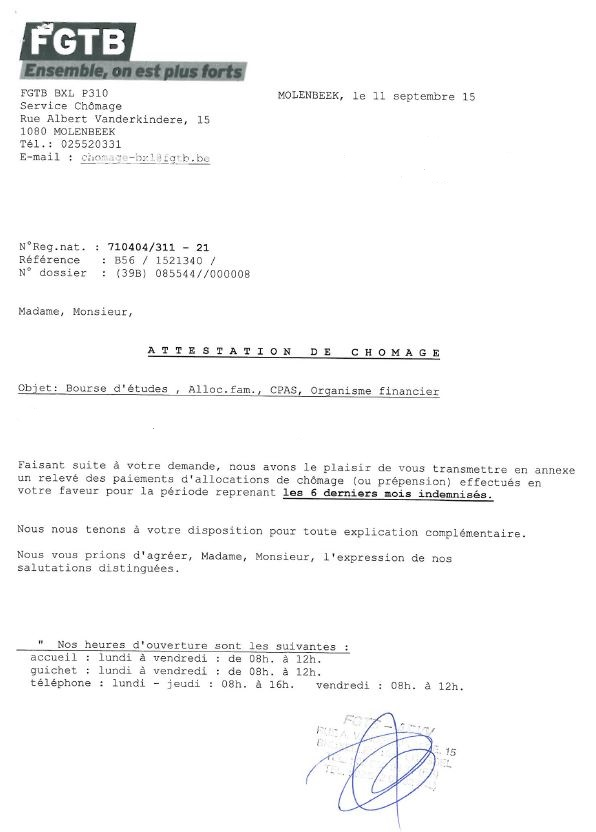 FGTB
Ensemble, on est plus forts
FGTB BXL P310
Service Chômage
Rue Albert Vanderkindere, 15
1080 MOLENBEEK
Tél.: 025520331
E-mail : chomage-bxl@fgtb.be
MOLENBEEK, le 11 septembre 15
N°Reg.nat. : 710404/311 - 21
Référence : B56 / 1521340 /
N° dossier : (39B) 085544//000008
Madame, Monsieur,
ATTESTATION DE CHOMAGE
Objet: Bourse d'études , Alloc.fam., CPAS, Organisme financier
Faisant suite à votre demande, nous avons le plaisir de vous transmettre en annexe
un relevé des paiements d'allocations de chômage (ou prépension) effectués en
votre faveur pour la période reprenant les 6 derniers mois indemnisés.
Nous nous tenons à votre disposition pour toute explication complémentaire.
Nous vous prions d'agréer, Madame, Monsieur, l'expression de nos
salutations distinguées.
" Nos heures d'ouverture sont les suivantes :
accueil : lundi à vendredi : de 08h. à 12h.
guichet : lundi à vendredi : de 08h. à 12h.
téléphone : lundi - jeudi : 08h. à 16h. vendredi : 08h. à 12h.
15